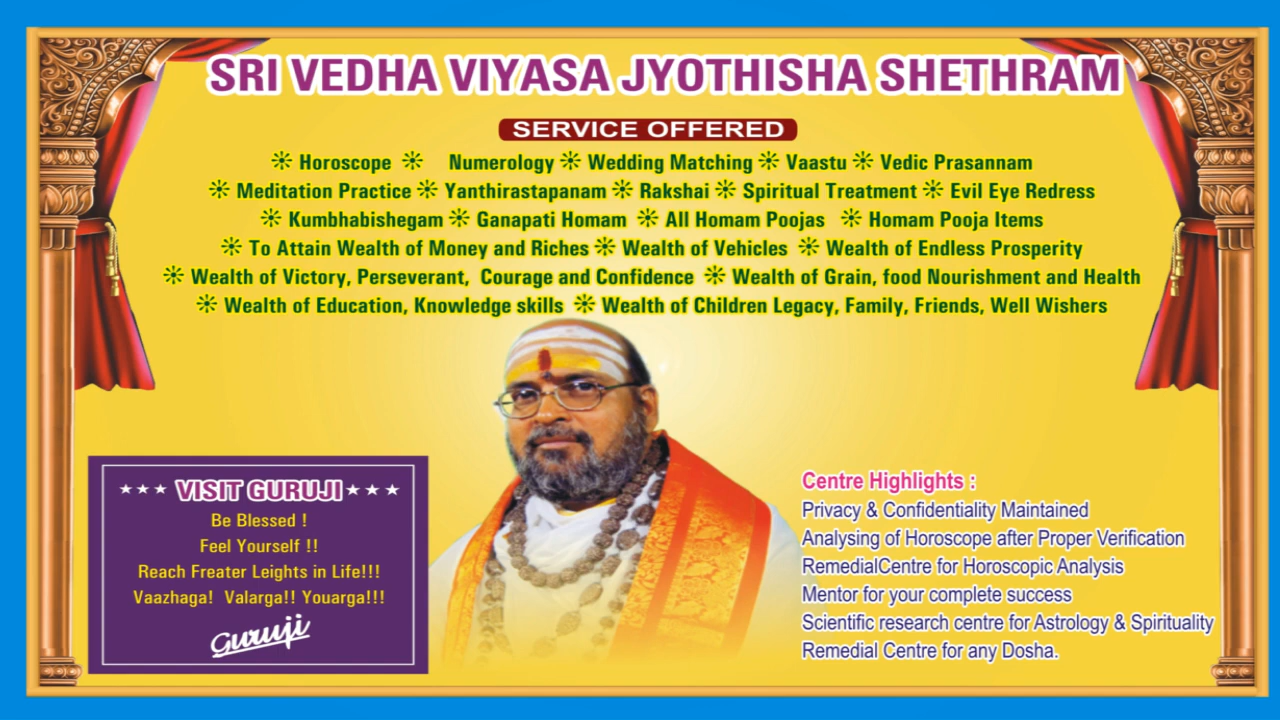 SRI VEDHA VIYASA JYOTHISHA SHETHRAM
SERVICE OFFERED
☼ Horoscope ☼ Numerology ☼ Wedding Matching ☼ Vaastu ☼ Vedic Prasannam
☼ Meditation Practice ☼ Yanthirastapanam ☼ Rakshai ☼ Spiritual Treatment ☼ Evil Eye Redress
☼ Kumbhabishegam ☼ Ganapati Homam ☼ All Homam Poojas ☼ Homam Pooja Items
☼ To Attain Wealth of Money and Riches ☼ Wealth of Vehicles ☼ Wealth of Endless Prosperity
☼ Wealth of Victory, Perseverant, Courage and Confidence ☼ Wealth of Grain, food Nourishment and Health
☼ Wealth of Education, Knowledge skills ☼ Wealth of Children Legacy, Family, Friends, Well Wishers
★★★ VISIT GURUJI ★★★
Be Blessed !
Feel Yourself !!
Reach Freater Leights in Life!!!
Vaazhaga! Valarga!! Youarga!!!
Guruji
Centre Highlights :
Privacy & Confidentiality Maintained
Analysing of Horoscope after Proper Verification
RemedialCentre for Horoscopic Analysis
Mentor for your complete success
Scientific research centre for Astrology & Spirituality
Remedial Centre for any Dosha.